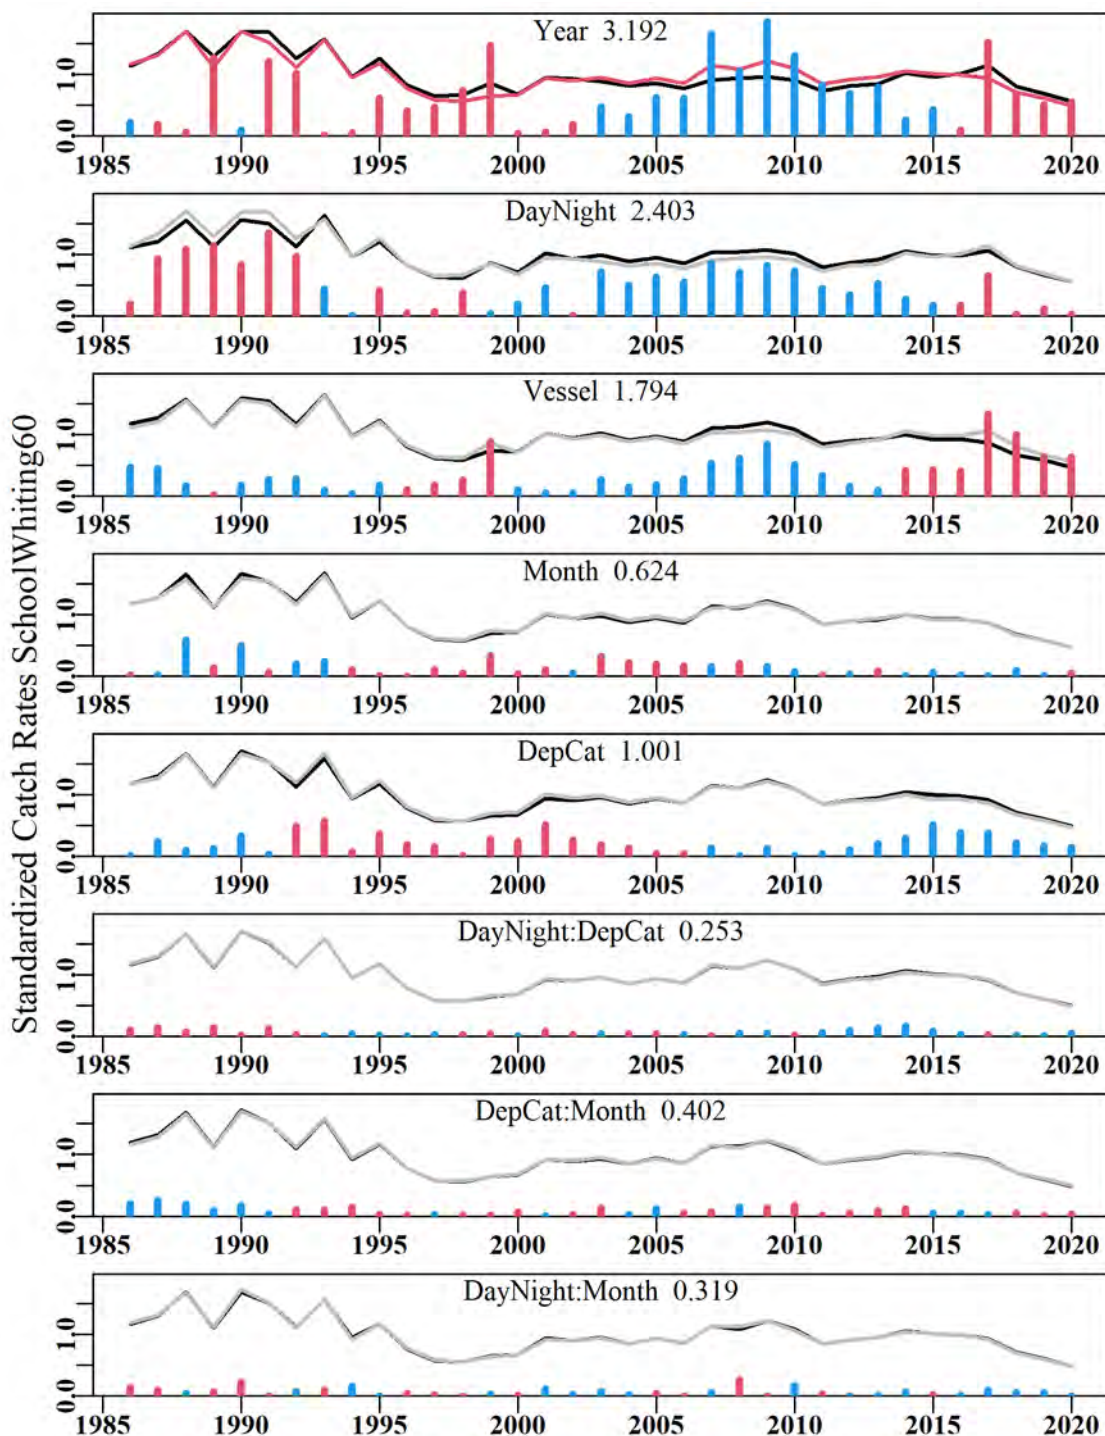 Standardized Catch Rates SchoolWhiting60
Year 3.192
1.0
0.0
1985 1990 1995 2000 2005 2010 2015 2020
DayNight 2.403
1.0
0.0
1985 1990 1995 2000 2005 2010 2015 2020
Vessel 1.794
1.0
0.0
1985 1990 1995 2000 2005 2010 2015 2020
Month 0.624
1.0
0.0
1985 1990 1995 2000 2005 2010 2015 2020
DepCat 1.001
1.0
0.0
1985 1990 1995 2000 2005 2010 2015 2020
DayNight:DepCat 0.253
1.0
0.0
1985 1990 1995 2000 2005 2010 2015 2020
DepCat:Month 0.402
1.0
0.0
1985 1990 1995 2000 2005 2010 2015 2020
DayNight:Month 0.319
1.0
0.0
1985 1990 1995 2000 2005 2010 2015 2020